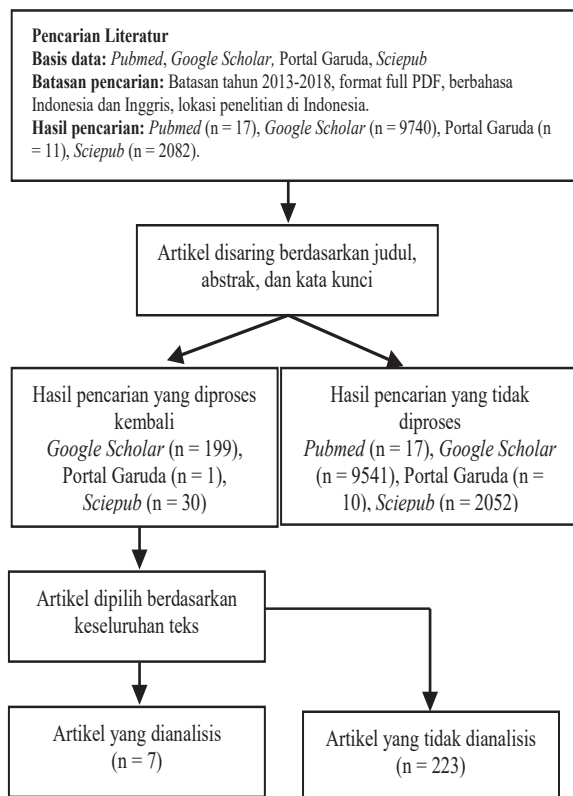 Pencarian Literatur
Basis data: Pubmed, Google Scholar, Portal Garuda, Sciepub
Batasan pencarian: Batasan tahun 2013-2018, format full PDF, berbahasa
Indonesia dan Inggris, lokasi penelitian di Indonesia.
Hasil pencarian: Pubmed (n = 17), Google Scholar (n = 9740), Portal Garuda (n
= 11), Sciepub (n = 2082).
Artikel disaring berdasarkan judul,
abstrak, dan kata kunci
Hasil pencarian yang diproses
kembali
Google Scholar (n = 199),
Portal Garuda (n = 1),
Sciepub (n = 30)
Hasil pencarian yang tidak
diproses
Pubmed (n = 17), Google Scholar
(n = 9541), Portal Garuda (n =
10), Sciepub (n = 2052)
Artikel dipilih berdasarkan
keseluruhan teks
Artikel yang dianalisis
(n = 7)
Artikel yang tidak dianalisis
(n = 223)